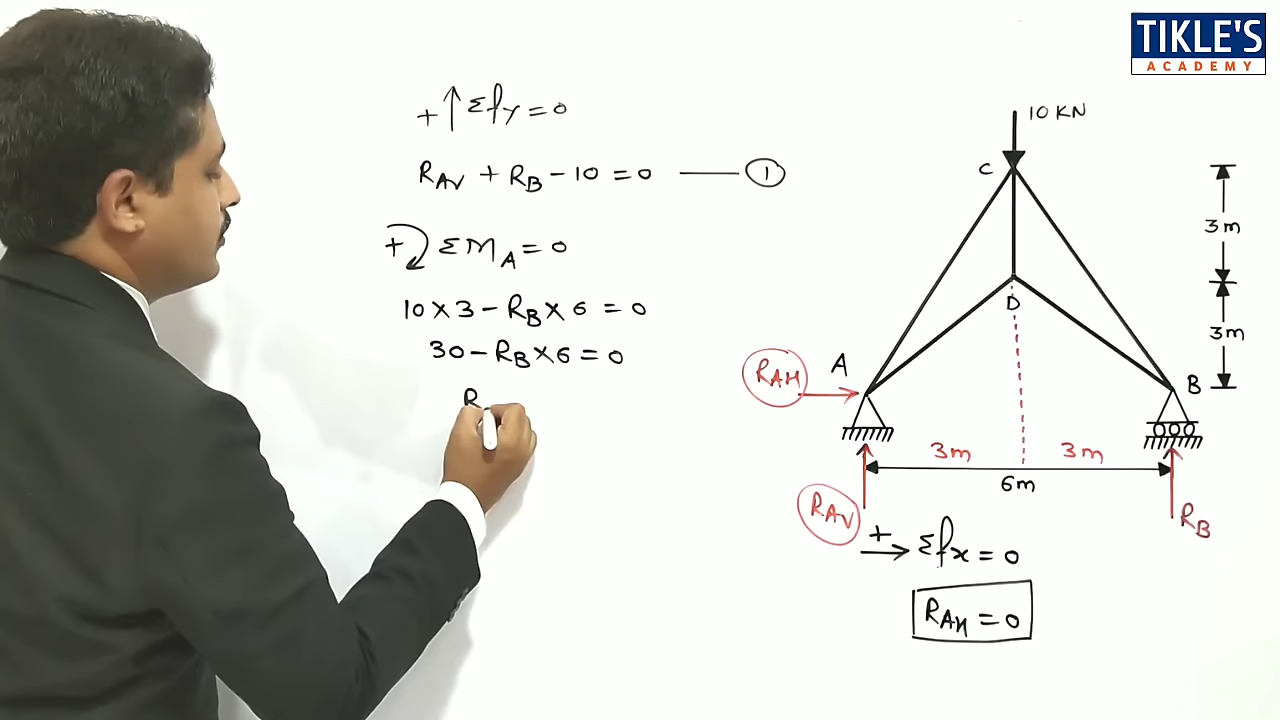 TIKLE'S
ACADEMY
+↑ Σfy = 0
RAV + RB - 10 = 0 —— 1
+ ΣMA = 0
10 × 3 - RB × 6 = 0
30 - RB × 6 = 0
R
10 KN
C
3m
D
3m
A
RAH
B
3m
3m
6m
RAV
RB
+→ Σfx = 0
RAH = 0